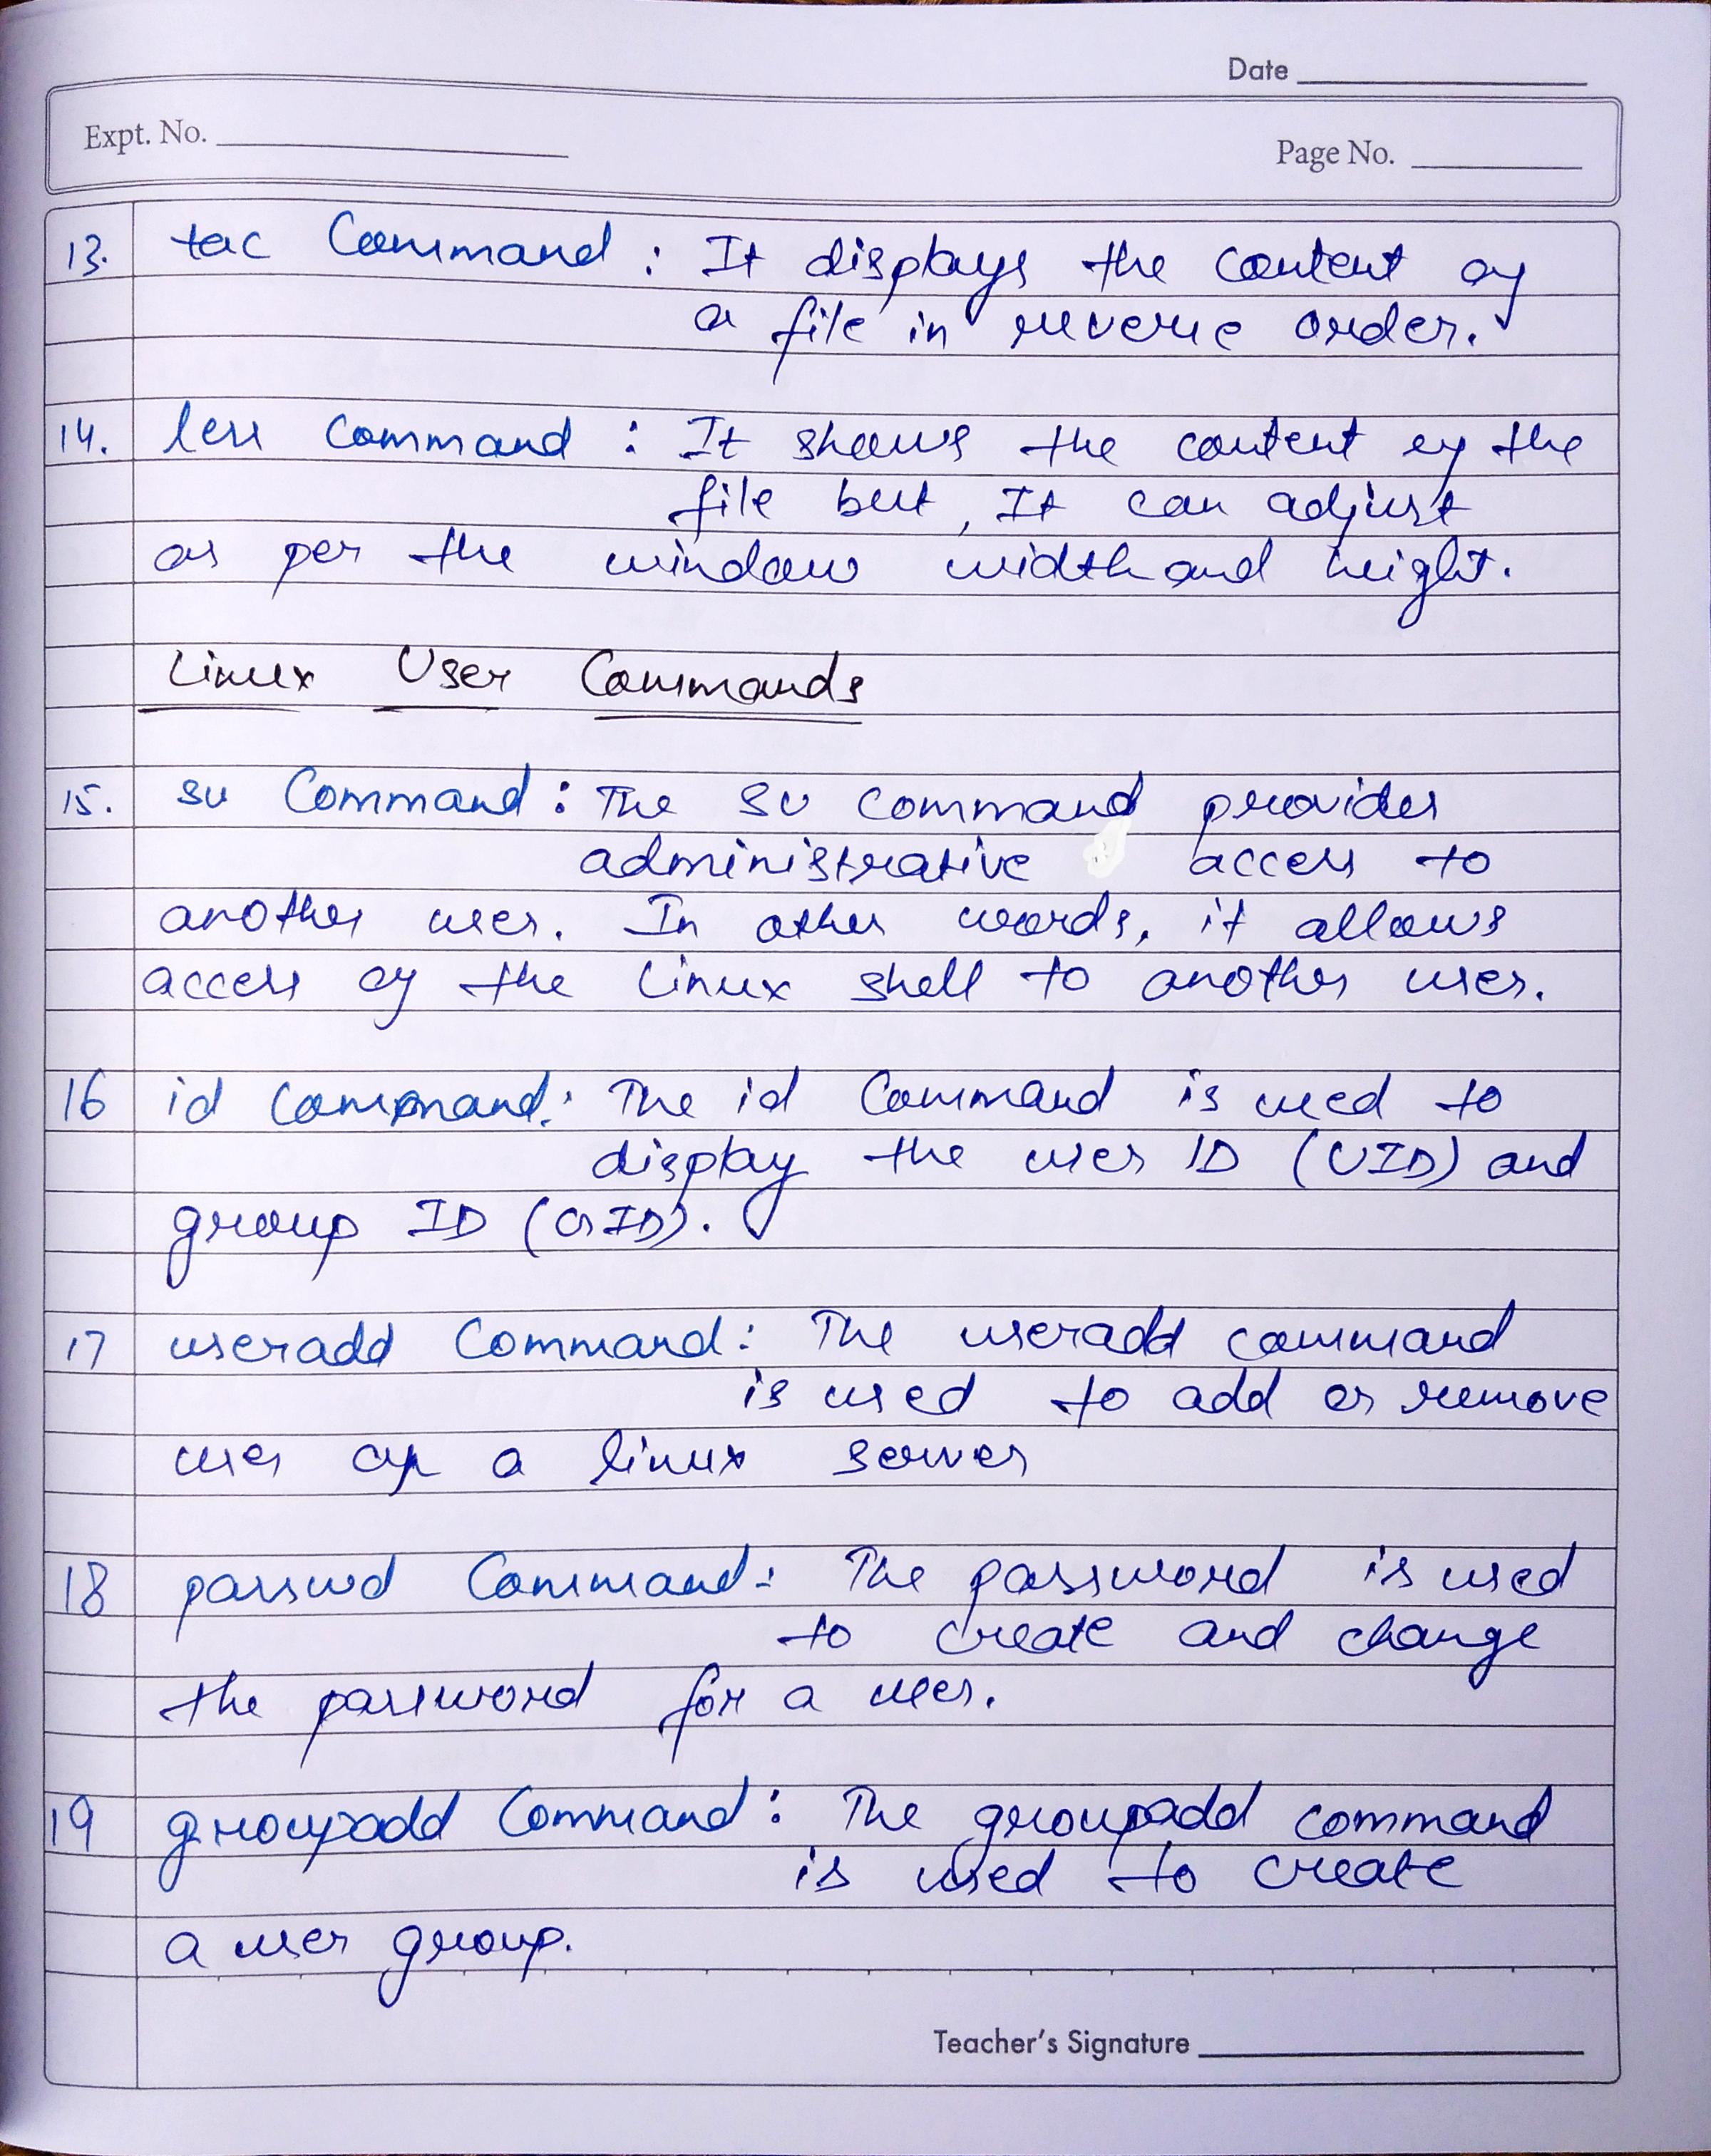 Date
Expt. No.
Page No.
13. tac Command : It displays the content of
a file in reverse order.
14. less Command : It shows the content of the
file but, It can adjust
as per the window width and height.
Linux User Commands
15. su Command : The su command provides
administrative access to
another user. In other words, it allows
access of the Linux shell to another user.
16 id Command : The id Command is used to
display the user ID (UID) and
group ID (GID).
17 useradd Command : The useradd command
is used to add or remove
user on a linux server
18 passwd Command : The password is used
to create and change
the password for a user.
19 groupadd Command : The groupadd command
is used to create
a user group.
Teacher's Signature